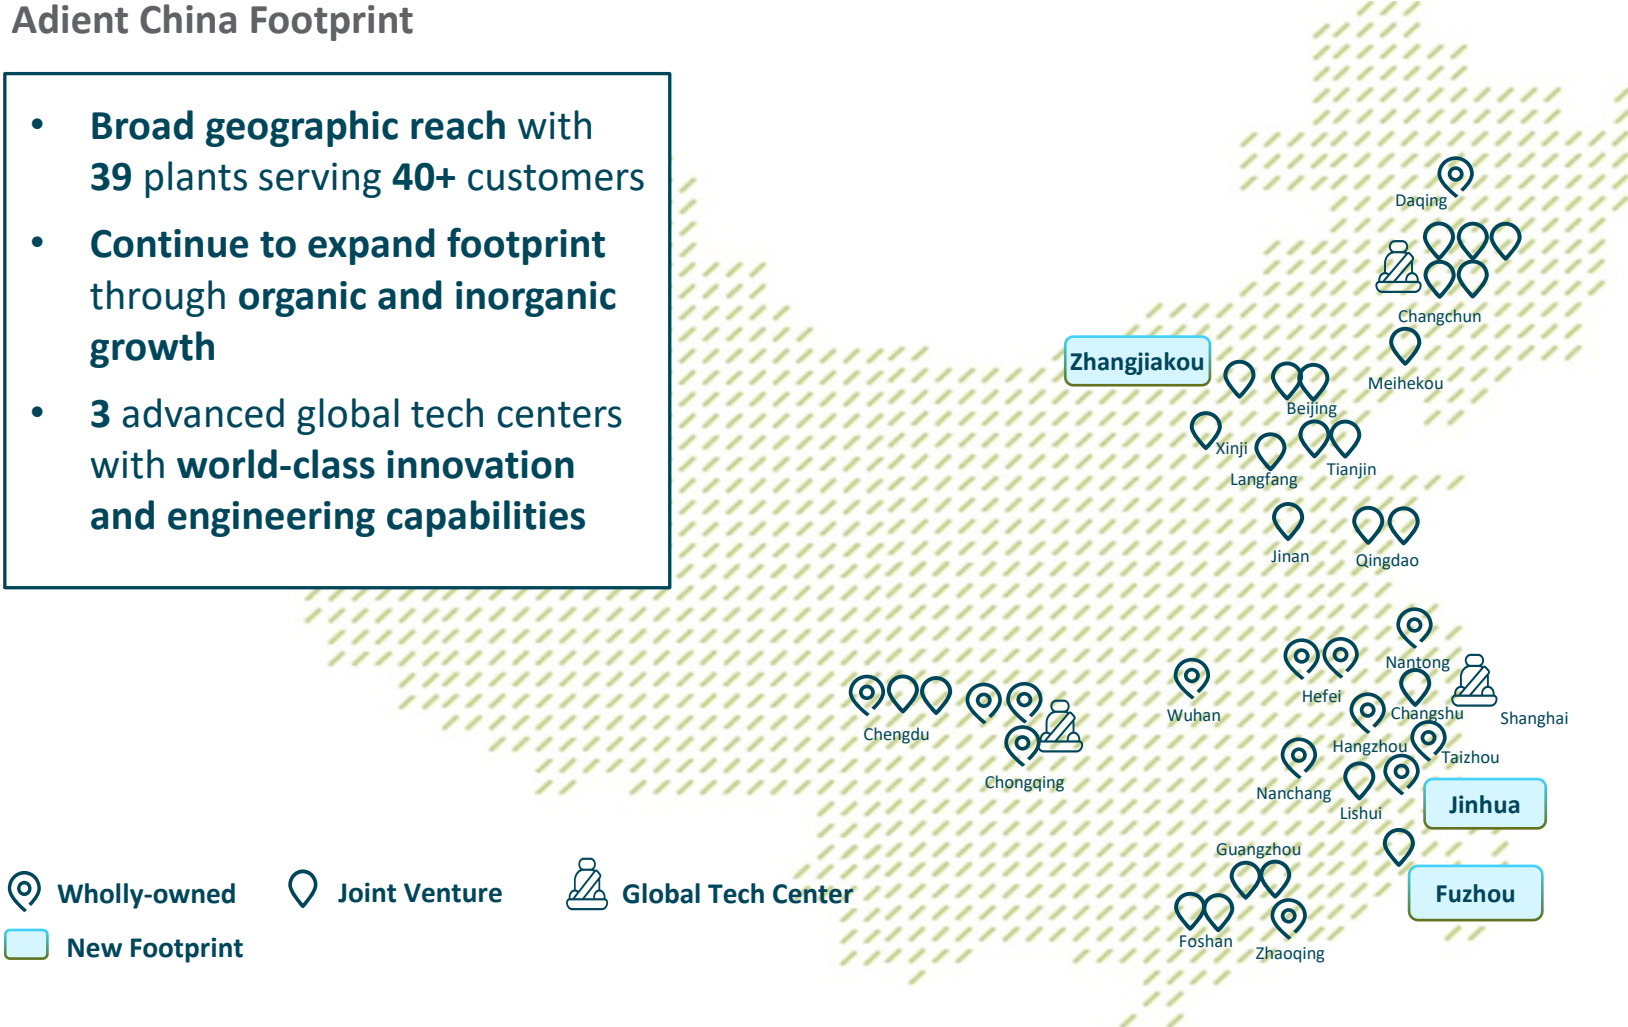 Adient China Footprint
• Broad geographic reach with
39 plants serving 40+ customers
• Continue to expand footprint
through organic and inorganic
growth
• 3 advanced global tech centers
with world-class innovation
and engineering capabilities
Daqing
Changchun
Zhangjiakou
Meihekou
Beijing
Xinji
Tianjin
Langfang
Jinan
Qingdao
Nantong
Hefei
Changshu
Shanghai
Wuhan
Chengdu
Hangzhou
Taizhou
Chongqing
Nanchang
Lishui
Jinhua
Guangzhou
Fuzhou
Foshan
Zhaoqing
Wholly-owned
Joint Venture
Global Tech Center
New Footprint